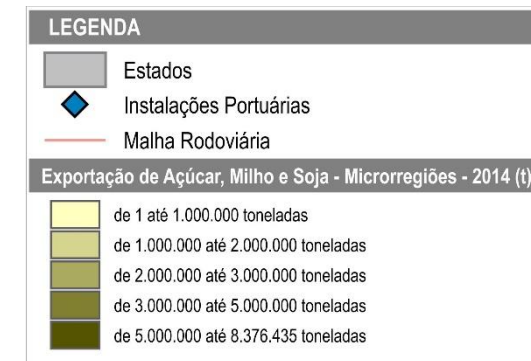 LEGENDA
Estados
Instalações Portuárias
Malha Rodoviária
Exportação de Açúcar, Milho e Soja - Microrregiões - 2014 (t)
de 1 até 1.000.000 toneladas
de 1.000.000 até 2.000.000 toneladas
de 2.000.000 até 3.000.000 toneladas
de 3.000.000 até 5.000.000 toneladas
de 5.000.000 até 8.376.435 toneladas